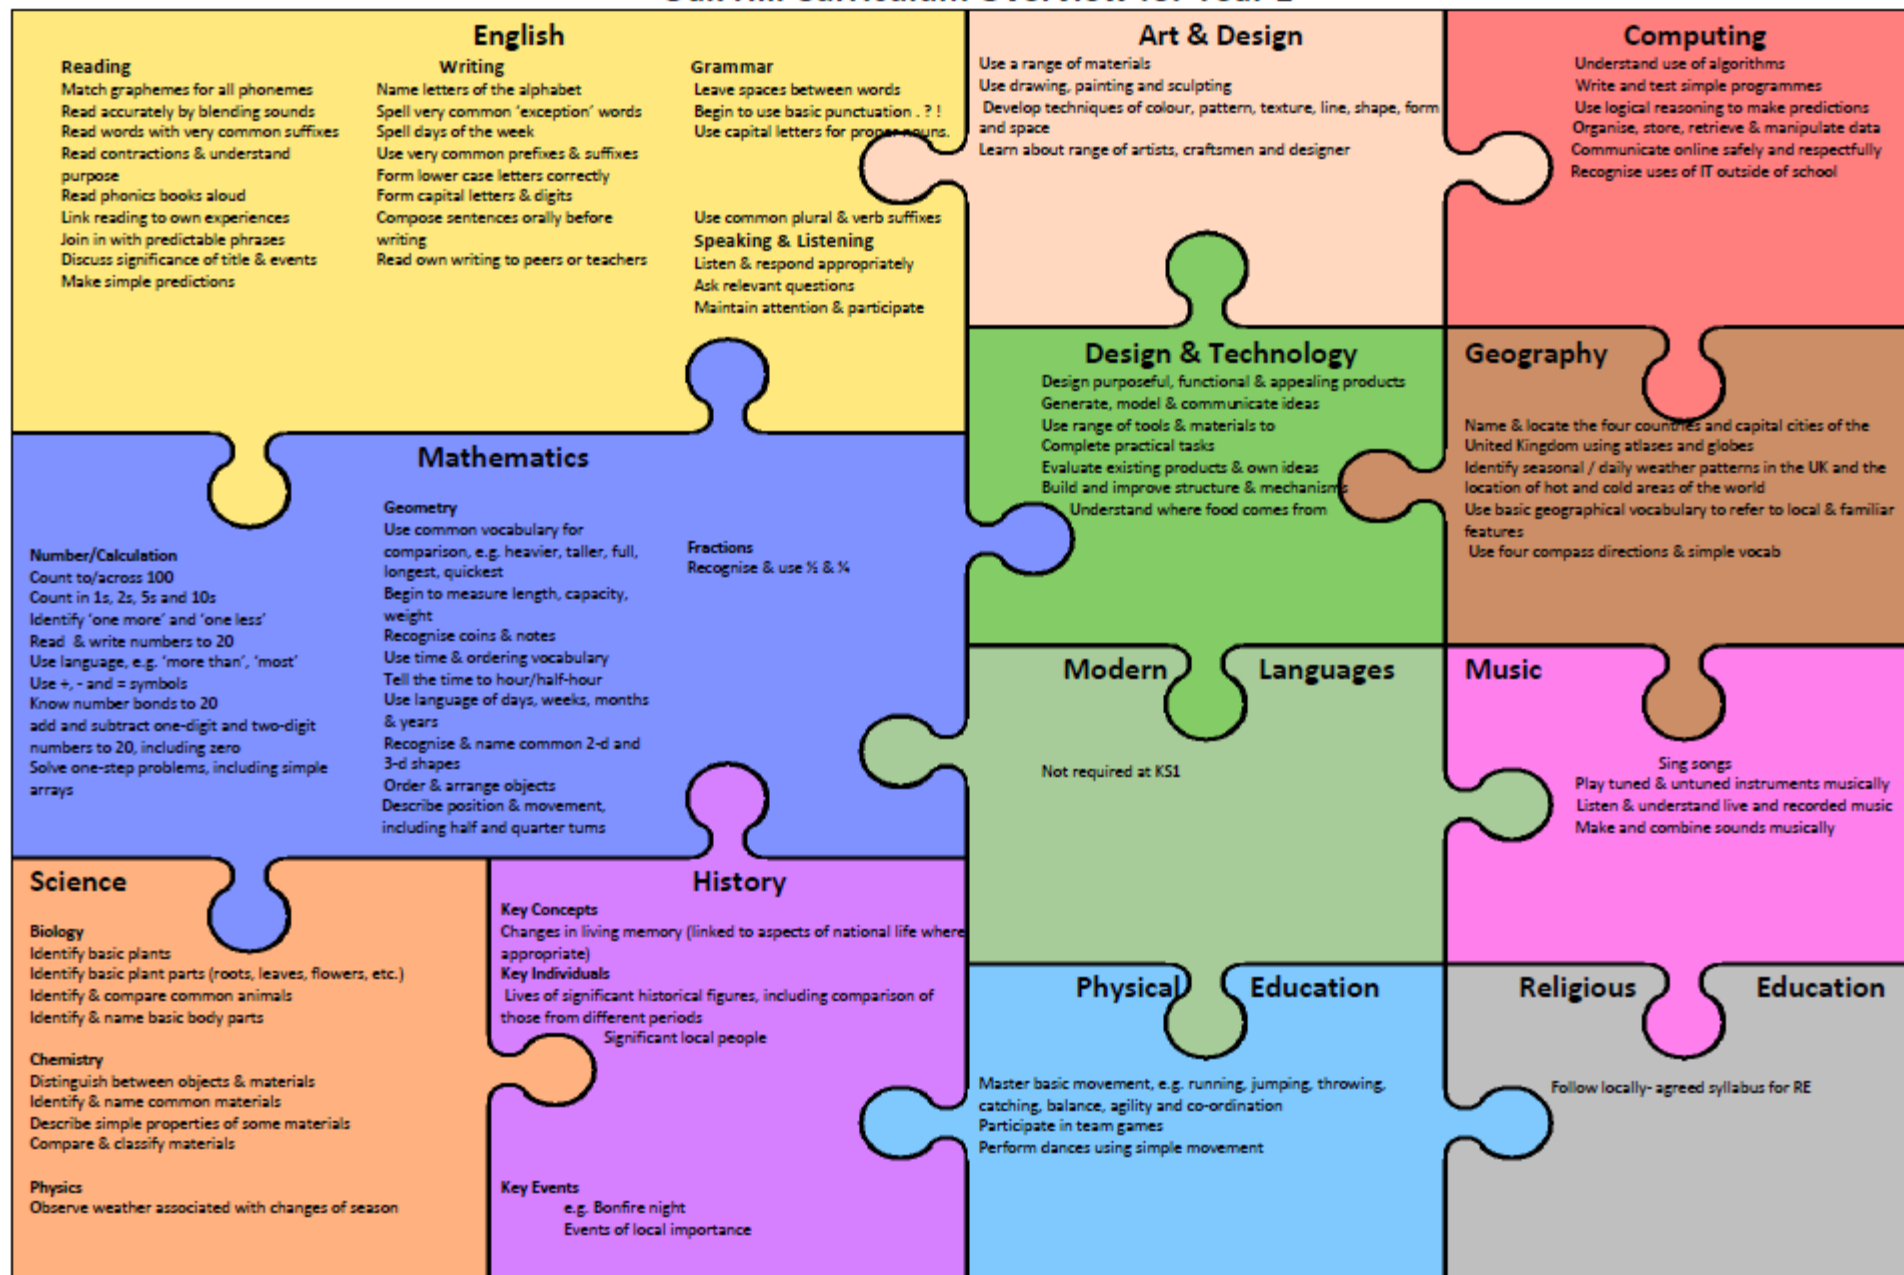 English
Reading
Match graphemes for all phonemes
Read accurately by blending sounds
Read words with very common suffixes
Read contractions & understand
purpose
Read phonics books aloud
Link reading to own experiences
Join in with predictable phrases
Discuss significance of title & events
Make simple predictions
Writing
Name letters of the alphabet
Spell very common ‘exception’ words
Spell days of the week
Use very common prefixes & suffixes
Form lower case letters correctly
Form capital letters & digits
Compose sentences orally before
writing
Read own writing to peers or teachers
Grammar
Leave spaces between words
Begin to use basic punctuation . ? !
Use capital letters for proper nouns.
Use common plural & verb suffixes
Speaking & Listening
Listen & respond appropriately
Ask relevant questions
Maintain attention & participate
Art & Design
Use a range of materials
Use drawing, painting and sculpting
Develop techniques of colour, pattern, texture, line, shape, form
and space
Learn about range of artists, craftsmen and designer
Computing
Understand use of algorithms
Write and test simple programmes
Use logical reasoning to make predictions
Organise, store, retrieve & manipulate data
Communicate online safely and respectfully
Recognise uses of IT outside of school
Mathematics
Number/Calculation
Count to/across 100
Count in 1s, 2s, 5s and 10s
Identify ‘one more’ and ‘one less’
Read & write numbers to 20
Use language, e.g. ‘more than’, ‘most’
Use +, - and = symbols
Know number bonds to 20
add and subtract one-digit and two-digit
numbers to 20, including zero
Solve one-step problems, including simple
arrays
Geometry
Use common vocabulary for
comparison, e.g. heavier, taller, full,
longest, quickest
Begin to measure length, capacity,
weight
Recognise coins & notes
Use time & ordering vocabulary
Tell the time to hour/half-hour
Use language of days, weeks, months
& years
Recognise & name common 2-d and
3-d shapes
Order & arrange objects
Describe position & movement,
including half and quarter turns
Fractions
Recognise & use ½ & ¼
Design & Technology
Design purposeful, functional & appealing products
Generate, model & communicate ideas
Use range of tools & materials to
Complete practical tasks
Evaluate existing products & own ideas
Build and improve structure & mechanisms
Understand where food comes from
Geography
Name & locate the four countries and capital cities of the
United Kingdom using atlases and globes
Identify seasonal / daily weather patterns in the UK and the
location of hot and cold areas of the world
Use basic geographical vocabulary to refer to local & familiar
features
Use four compass directions & simple vocab
Modern Languages
Not required at KS1
Music
Sing songs
Play tuned & untuned instruments musically
Listen & understand live and recorded music
Make and combine sounds musically
Science
Biology
Identify basic plants
Identify basic plant parts (roots, leaves, flowers, etc.)
Identify & compare common animals
Identify & name basic body parts
Chemistry
Distinguish between objects & materials
Identify & name common materials
Describe simple properties of some materials
Compare & classify materials
Physics
Observe weather associated with changes of season
History
Key Concepts
Changes in living memory (linked to aspects of national life where
appropriate)
Key Individuals
Lives of significant historical figures, including comparison of
those from different periods
Significant local people
Key Events
e.g. Bonfire night
Events of local importance
Physical Education
Master basic movement, e.g. running, jumping, throwing,
catching, balance, agility and co-ordination
Participate in team games
Perform dances using simple movement
Religious Education
Follow locally- agreed syllabus for RE